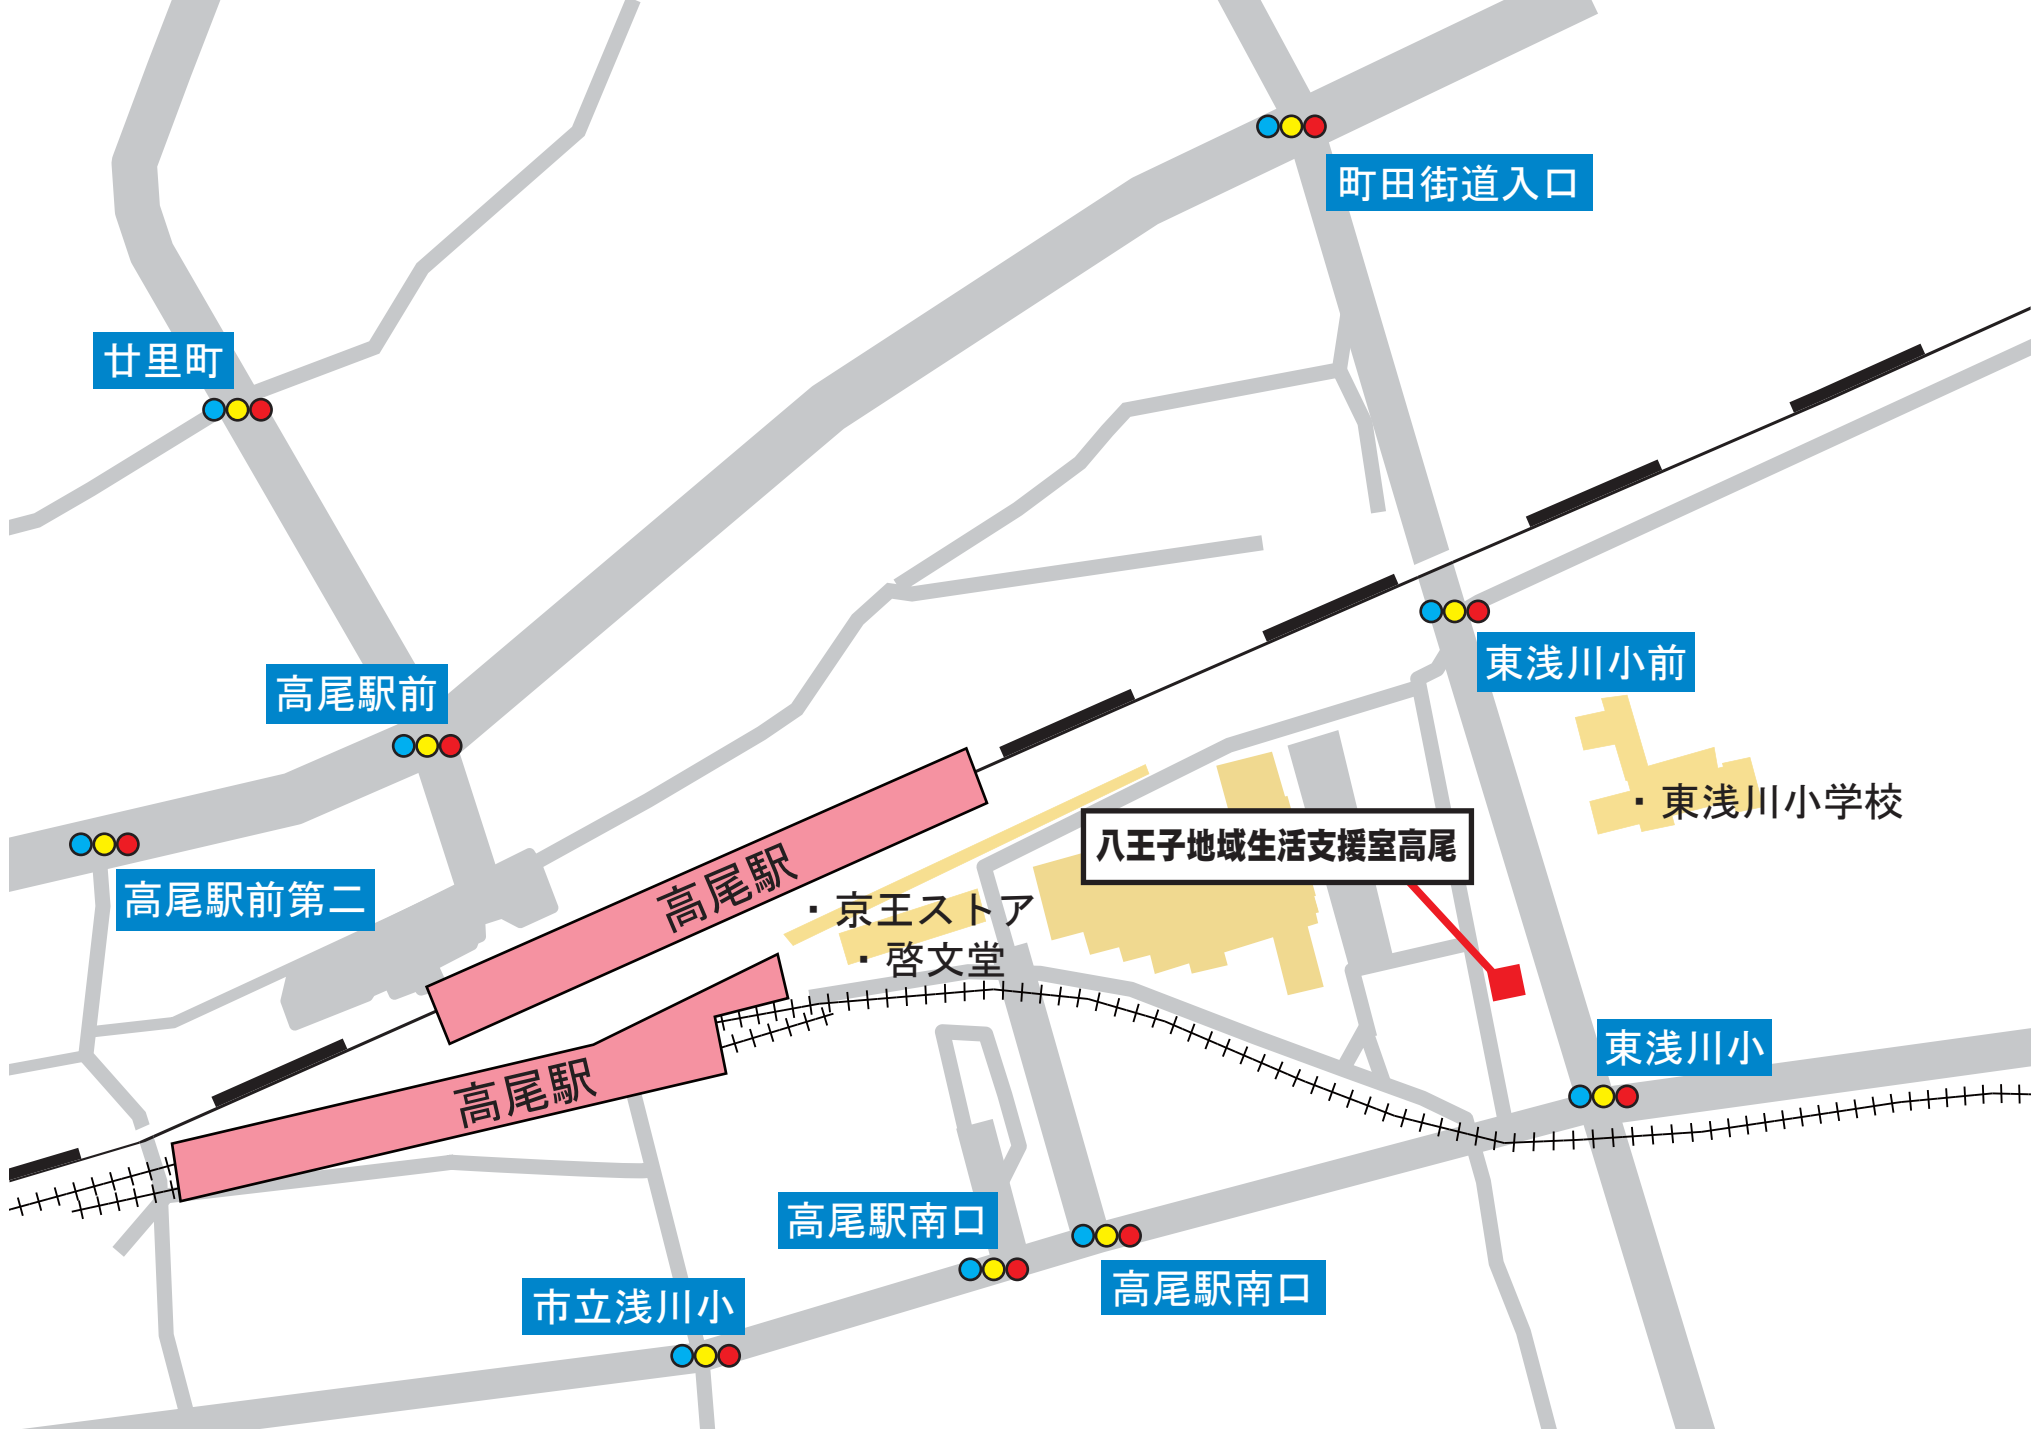 町田街道入口
廿里町
高尾駅前
東浅川小前
・東浅川小学校
八王子地域生活支援室高尾
高尾駅前第二
高尾駅
・京王ストア
・啓文堂
高尾駅
東浅川小
高尾駅南口
高尾駅南口
市立浅川小